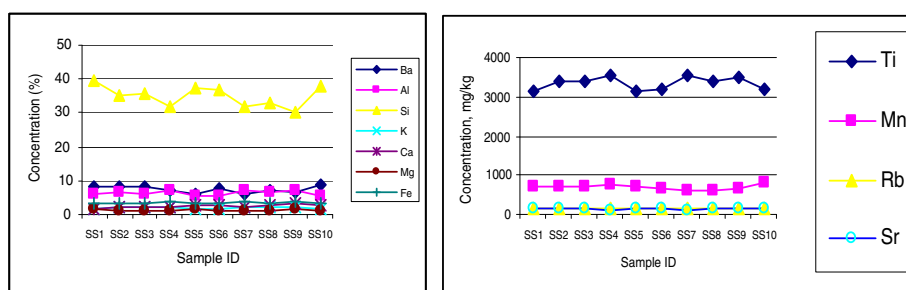 50
40
30
20
10
0
Concentration (%)
SS1 SS2 SS3 SS4 SS5 SS6 SS7 SS8 SS9 SS10
Sample ID
Ba
Al
Si
K
Ca
Mg
Fe
4000
3000
2000
1000
0
Concentration, mg/kg
SS1 SS2 SS3 SS4 SS5 SS6 SS7 SS8 SS9 SS10
Sample ID
Ti
Mn
Rb
Sr